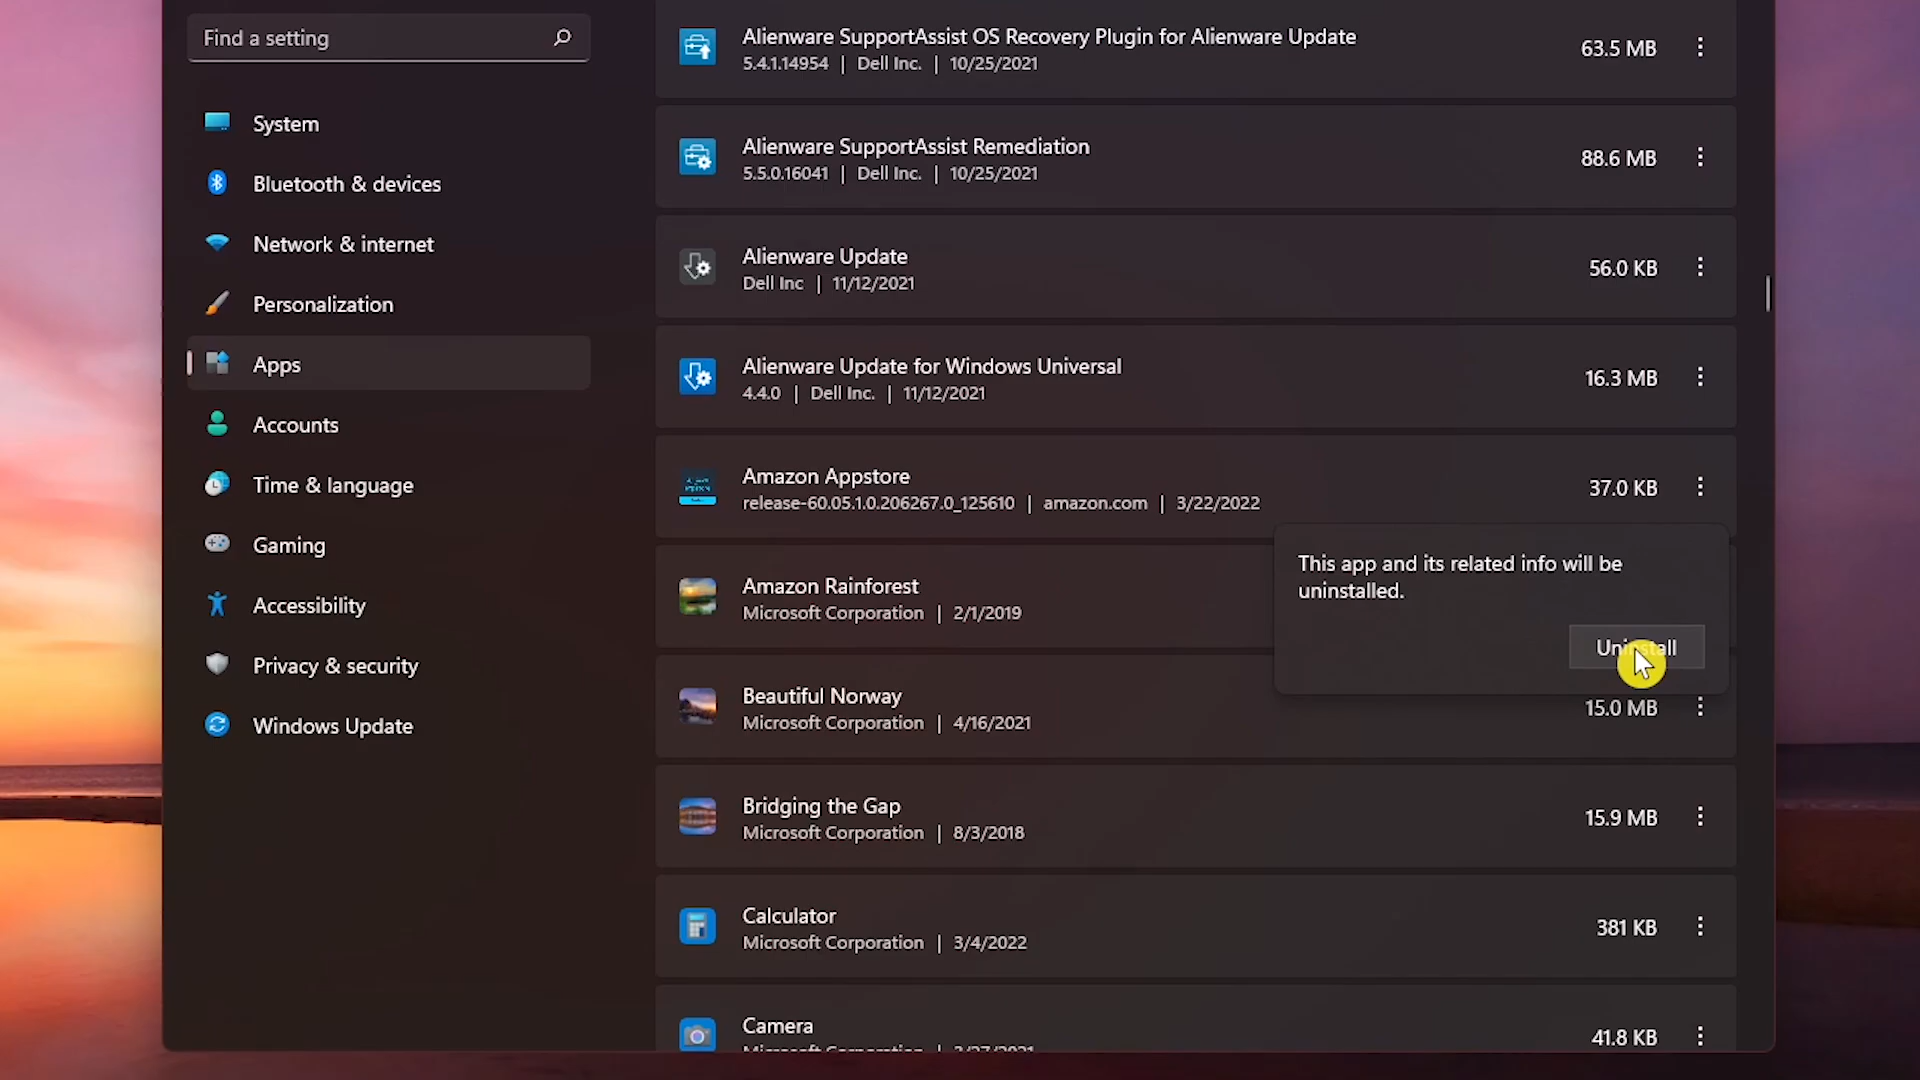 Find a setting
System
Bluetooth & devices
Network & internet
Personalization
Apps
Accounts
Time & language
Gaming
Accessibility
Privacy & security
Windows Update
Alienware SupportAssist OS Recovery Plugin for Alienware Update
5.4.1.14954 | Dell Inc. | 10/25/2021
63.5 MB
Alienware SupportAssist Remediation
5.5.0.16041 | Dell Inc. | 10/25/2021
88.6 MB
Alienware Update
Dell Inc | 11/12/2021
56.0 KB
Alienware Update for Windows Universal
4.4.0 | Dell Inc. | 11/12/2021
16.3 MB
Amazon Appstore
release-60.05.1.0.206267.0_125610 | amazon.com | 3/22/2022
37.0 KB
This app and its related info will be
uninstalled.
Uninstall
Amazon Rainforest
Microsoft Corporation | 2/1/2019
Beautiful Norway
Microsoft Corporation | 4/16/2021
15.0 MB
Bridging the Gap
Microsoft Corporation | 8/3/2018
15.9 MB
Calculator
Microsoft Corporation | 3/4/2022
381 KB
Camera
Microsoft Corporation | 3/27/2021
41.8 KB